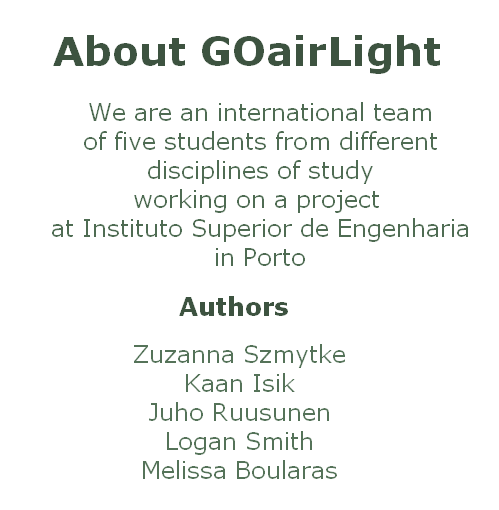 About GOairLight
We are an international team
of five students from different
disciplines of study
working on a project
at Instituto Superior de Engenharia
in Porto
Authors
Zuzanna Szmytke
Kaan Isik
Juho Ruusunen
Logan Smith
Melissa Boularas